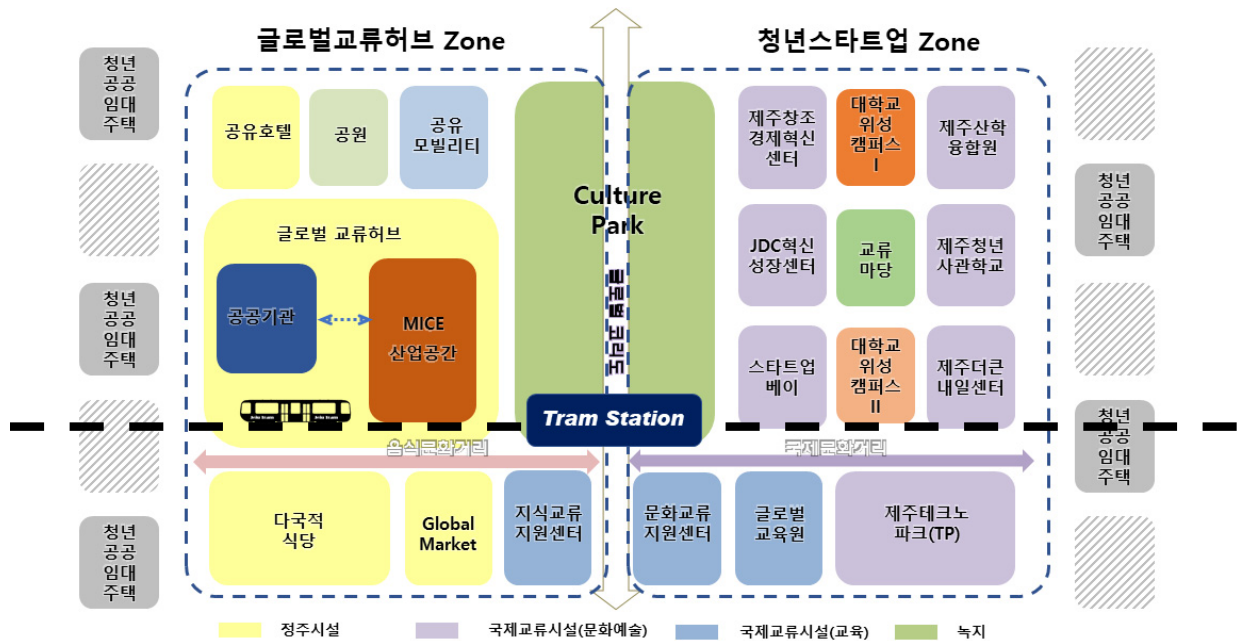 글로벌교류허브 Zone
청년스타트업 Zone
청년
공공
임대
주택
공유호텔
공원
공유
모빌리티
제주창조
경제혁신
센터
대학교
위성
캠퍼스
I
제주산학
융합원
Culture
Park
글로벌 코리도
청년
공공
임대
주택
글로벌 교류허브
공공기관
MICE
산업공간
JDC혁신
성장센터
교류
마당
제주청년
사관학교
청년
공공
임대
주택
스타트업
베이
대학교
위성
캠퍼스
II
제주더큰
내일센터
Tram Station
청년
공공
임대
주택
음식문화거리
국제문화거리
다국적
식당
Global
Market
지식교류
지원센터
문화교류
지원센터
글로벌
교육원
제주테크노
파크(TP)
청년
공공
임대
주택
정주시설
국제교류시설(문화예술)
국제교류시설(교육)
녹지